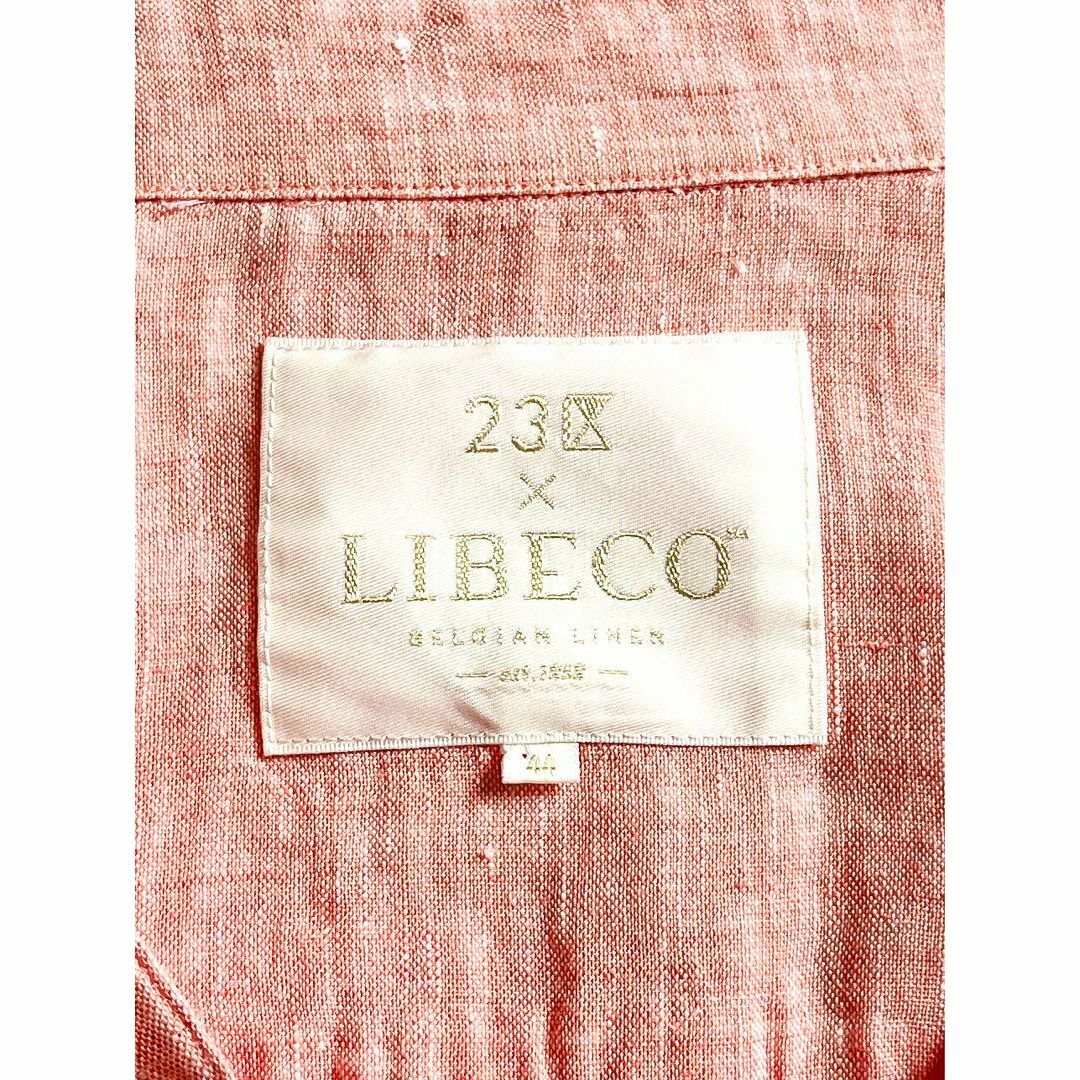 23区
×
LIBECO
BELGIAN LINEN
44